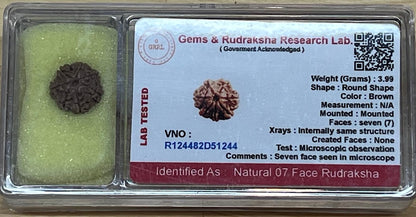 GRRL
Gems & Rudraksha Research Lab.
( Goverment Acknowledged )
LAB TESTED
Weight (Grams) : 3.99
Shape : Round Shape
Color : Brown
Measurement : N/A
Mounted : Mounted
Faces : seven (7)
Xrays : Internally same structure
Created Faces : None
Test : Microscopic observation
Comments : Seven face seen in microscope
VNO :
R124482D51244
Identified As Natural 07 Face Rudraksha